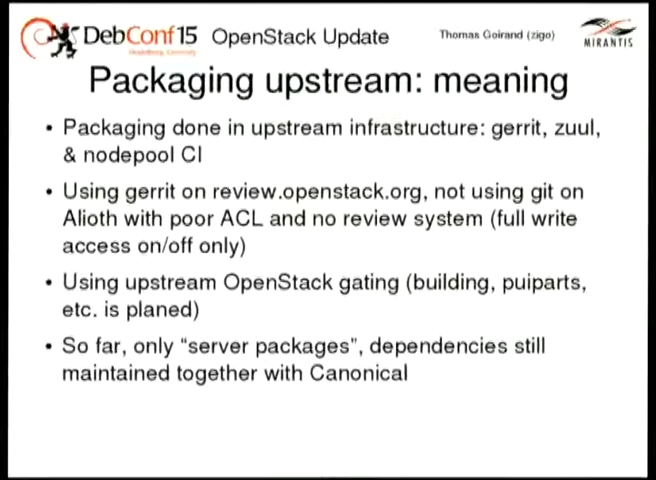 DebConf15 OpenStack Update Thomas Goirand (zigo) MIRANTIS
Heidelberg, Germany
Packaging upstream: meaning
• Packaging done in upstream infrastructure: gerrit, zuul,
& nodepool CI
• Using gerrit on review.openstack.org, not using git on
Alioth with poor ACL and no review system (full write
access on/off only)
• Using upstream OpenStack gating (building, puiparts,
etc. is planed)
• So far, only “server packages”, dependencies still
maintained together with Canonical